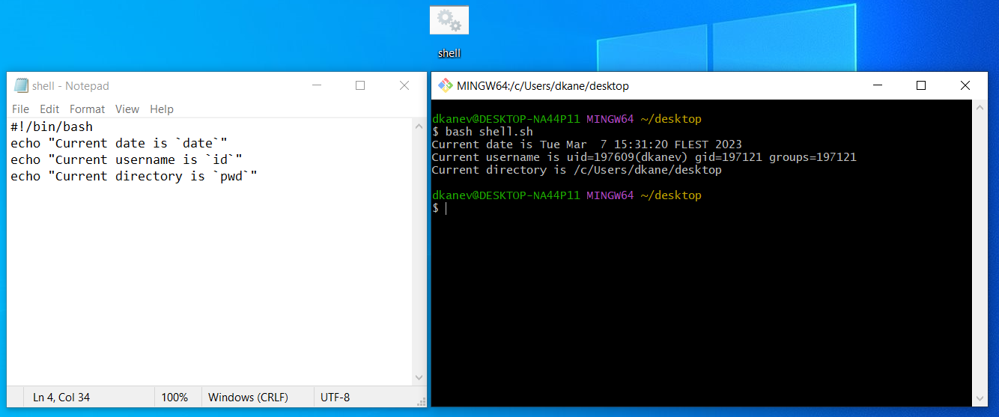 shell
shell - Notepad
File Edit Format View Help
#!/bin/bash
echo "Current date is `date`"
echo "Current username is `id`"
echo "Current directory is `pwd`"
Ln 4, Col 34 100% Windows (CRLF) UTF-8
MINGW64:/c/Users/dkane/desktop
dkanev@DESKTOP-NA44P11 MINGW64 ~/desktop
$ bash shell.sh
Current date is Tue Mar  7 15:31:20 FLEST 2023
Current username is uid=197609(dkanev) gid=197121 groups=197121
Current directory is /c/Users/dkane/desktop
dkanev@DESKTOP-NA44P11 MINGW64 ~/desktop
$